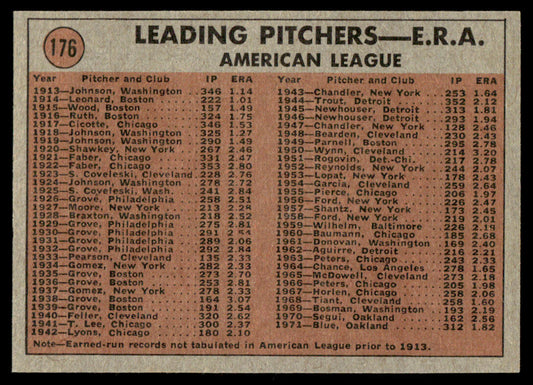 176
LEADING PITCHERS—E.R.A.
AMERICAN LEAGUE
Year Pitcher and Club IP ERA
1913—Johnson, Washington 346 1.14
1914—Leonard, Boston 222 1.01
1915—Wood, Boston 157 1.49
1916—Ruth, Boston 324 1.75
1917—Cicotte, Chicago 346 1.53
1918—Johnson, Washington 325 1.27
1919—Johnson, Washington 290 1.49
1920—Shawkey, New York 267 2.46
1921—Faber, Chicago 331 2.47
1922—Faber, Chicago 353 2.80
1923—S. Coveleski, Cleveland 228 2.76
1924—Johnson, Washington 278 2.72
1925—S. Coveleski, Wash. 241 2.84
1926—Grove, Philadelphia 258 2.51
1927—Moore, New York 213 2.28
1928—Braxton, Washington 218 2.52
1929—Grove, Philadelphia 275 2.81
1930—Grove, Philadelphia 291 2.54
1931—Grove, Philadelphia 289 2.06
1932—Grove, Philadelphia 292 2.84
1933—Pearson, Cleveland 135 2.33
1934—Gomez, New York 282 2.33
1935—Grove, Boston 273 2.70
1936—Grove, Boston 253 2.81
1937—Gomez, New York 278 2.33
1938—Grove, Boston 164 3.07
1939—Grove, Boston 191 2.54
1940—Feller, Cleveland 320 2.62
1941—T. Lee, Chicago 300 2.37
1942—Lyons, Chicago 180 2.10
Year Pitcher and Club IP ERA
1943—Chandler, New York 253 1.64
1944—Trout, Detroit 352 2.12
1945—Newhouser, Detroit 313 1.81
1946—Newhouser, Detroit 293 1.94
1947—Chandler, New York 128 2.46
1948—Bearden, Cleveland 230 2.43
1949—Parnell, Boston 295 2.78
1950—Wynn, Cleveland 214 3.20
1951—Rogovin, Det.-Chi. 217 2.78
1952—Reynolds, New York 244 2.07
1953—Lopat, New York 178 2.43
1954—Garcia, Cleveland 259 2.64
1955—Pierce, Chicago 206 1.97
1956—Ford, New York 226 2.47
1957—Shantz, New York 173 2.45
1958—Ford, New York 219 2.01
1959—Wilhelm, Baltimore 226 2.19
1960—Baumann, Chicago 185 2.68
1961—Donovan, Washington 169 2.40
1962—Aguirre, Detroit 216 2.21
1963—Peters, Chicago 243 2.33
1964—Chance, Los Angeles 278 1.65
1965—McDowell, Cleveland 273 2.18
1966—Peters, Chicago 205 1.98
1967—Horlen, Chicago 258 2.06
1968—Tiant, Cleveland 258 1.60
1969—Bosman, Washington 193 2.19
1970—Segui, Oakland 162 2.56
1971—Blue, Oakland 312 1.82
Note—Earned-run records not tabulated in American League prior to 1913.